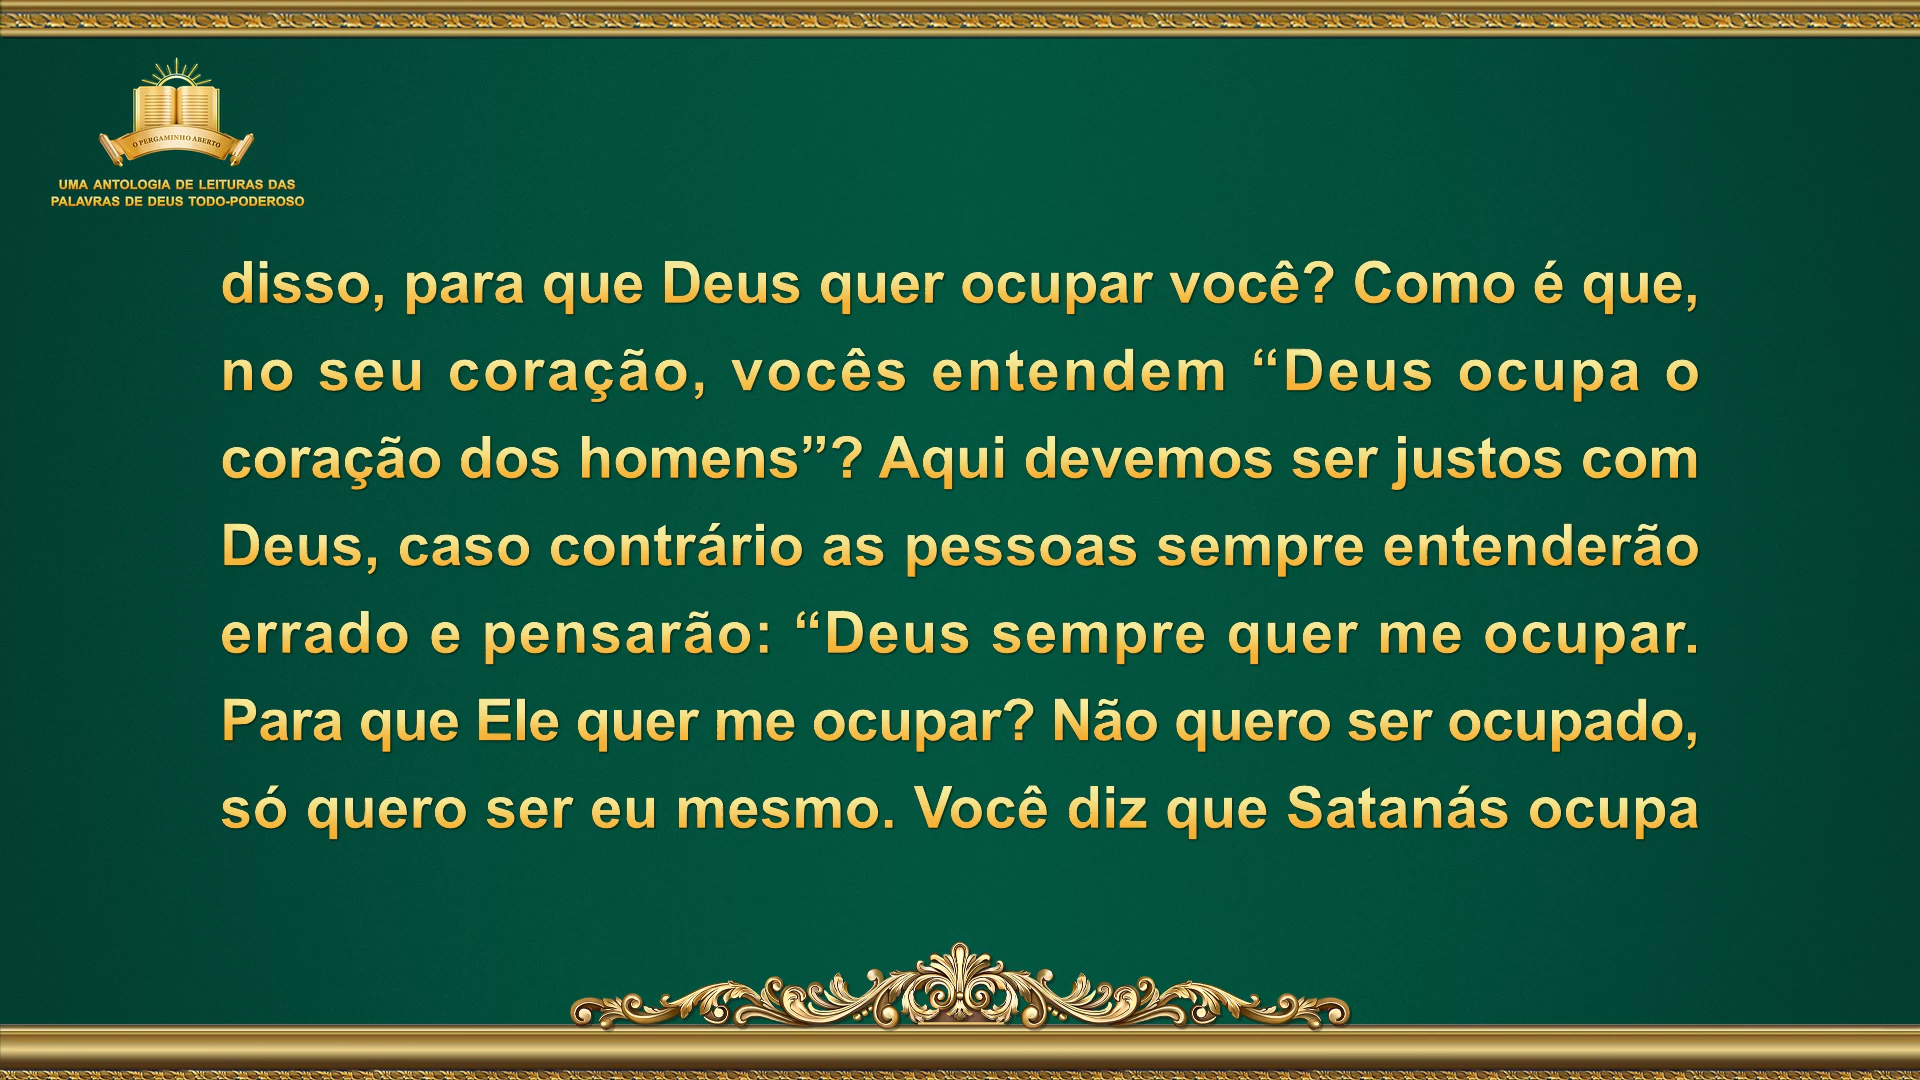 O PERGAMINHO ABERTO
UMA ANTOLOGIA DE LEITURAS DAS
PALAVRAS DE DEUS TODO-PODEROSO
disso, para que Deus quer ocupar você? Como é que,
no seu coração, vocês entendem “Deus ocupa o
coração dos homens”? Aqui devemos ser justos com
Deus, caso contrário as pessoas sempre entenderão
errado e pensarão: “Deus sempre quer me ocupar.
Para que Ele quer me ocupar? Não quero ser ocupado,
só quero ser eu mesmo. Você diz que Satanás ocupa